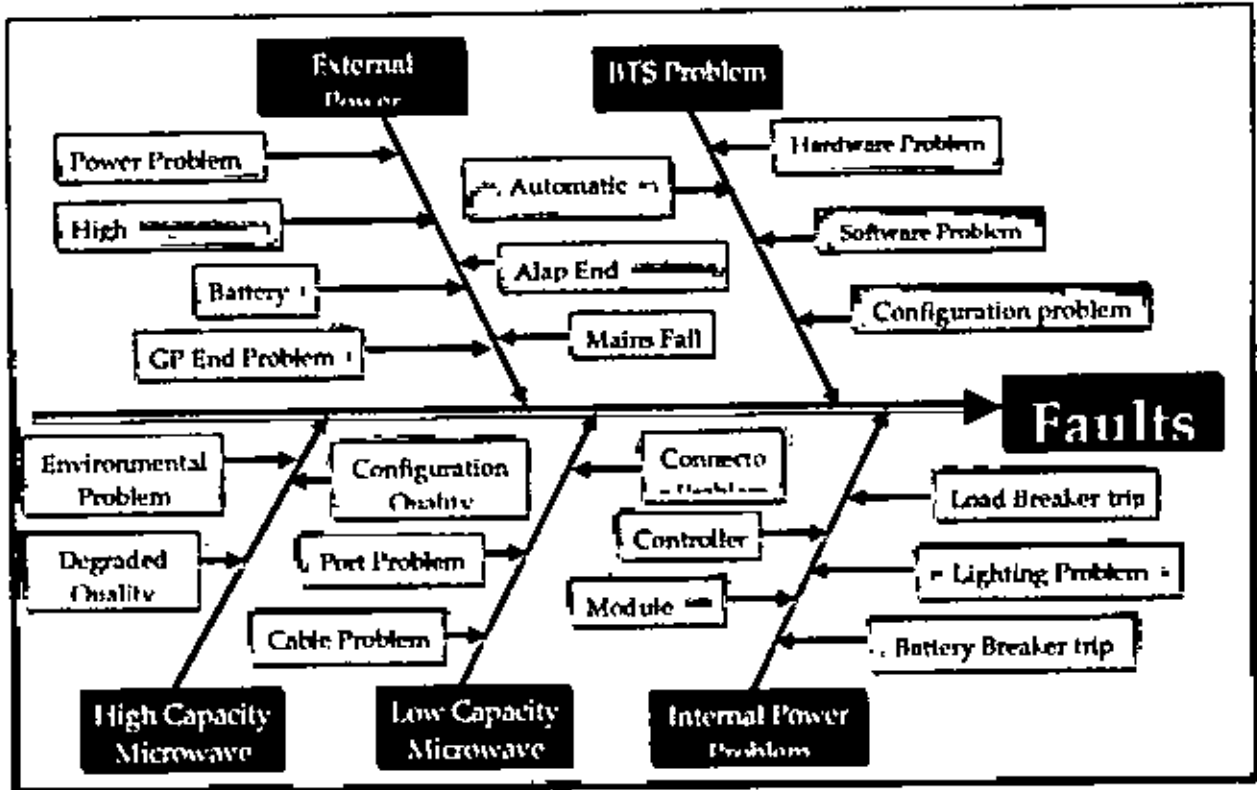 External
Power
BTS Problem
Power Problem
Hardware Problem
Automatic
High
Software Problem
Alap End
Battery
Configuration problem
Mains Fail
GP End Problem
Faults
Environmental
Problem
Configuration
Quality
Connecto
Load Breaker trip
Controller
Degraded
Quality
Port Problem
Lighting Problem
Module
Cable Problem
Battery Breaker trip
High Capacity
Microwave
Low Capacity
Microwave
Internal Power
Problem